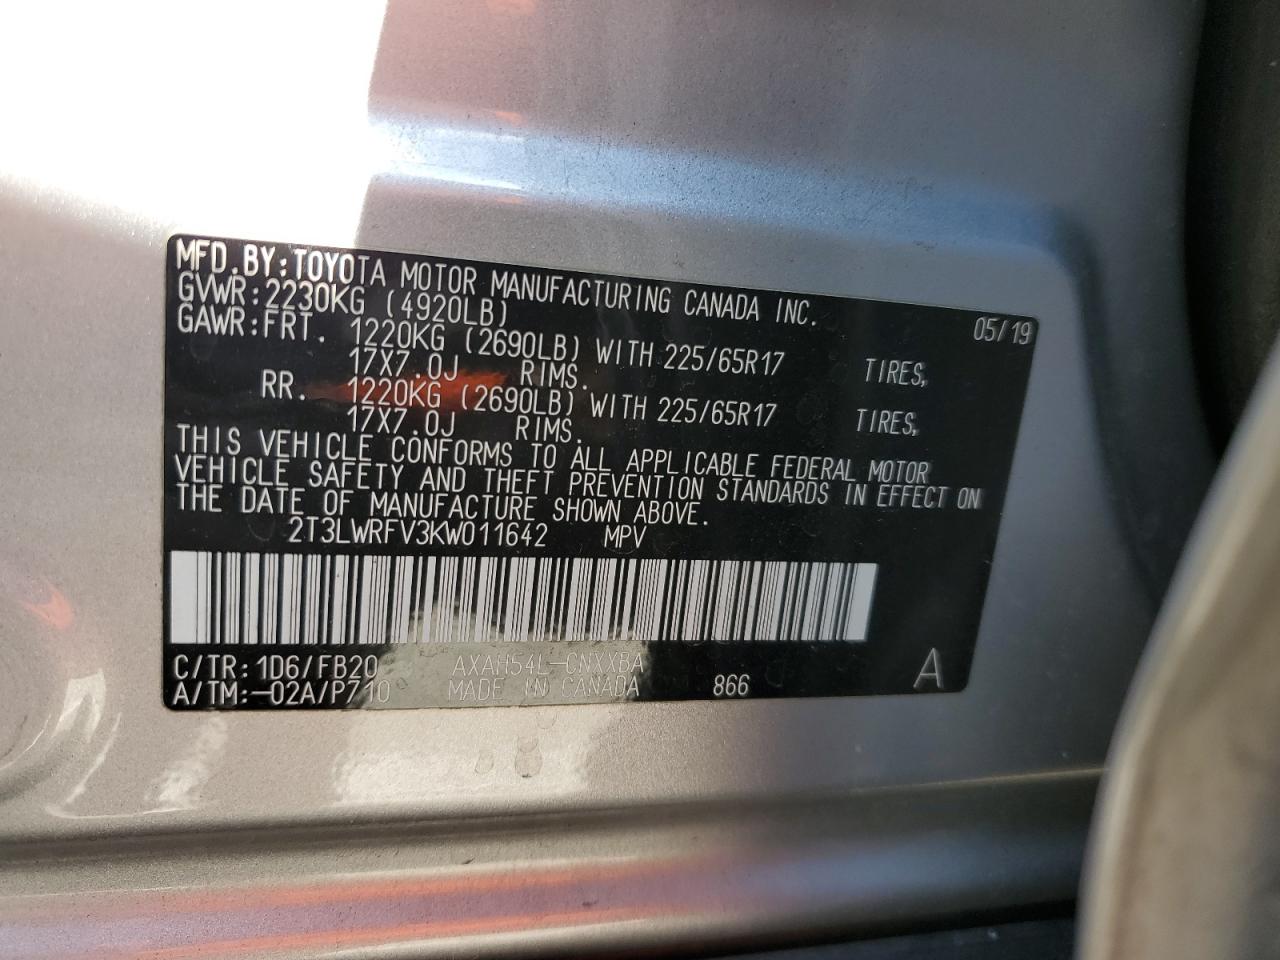 MFD.BY:TOYOTA MOTOR MANUFACTURING CANADA INC. 05/19
GVWR:2230KG (4920LB)
GAWR:FRT. 1220KG (2690LB) WITH 225/65R17 TIRES,
17X7.0J RIMS.
RR. 1220KG (2690LB) WITH 225/65R17 TIRES,
17X7.0J RIMS.
THIS VEHICLE CONFORMS TO ALL APPLICABLE FEDERAL MOTOR
VEHICLE SAFETY AND THEFT PREVENTION STANDARDS IN EFFECT ON
THE DATE OF MANUFACTURE SHOWN ABOVE.
2T3LWRFV3KW011642 MPV
C/TR:1D6/FB20 AXAH54L-CNXXBA A
A/TM:-02A/P710 MADE IN CANADA 866